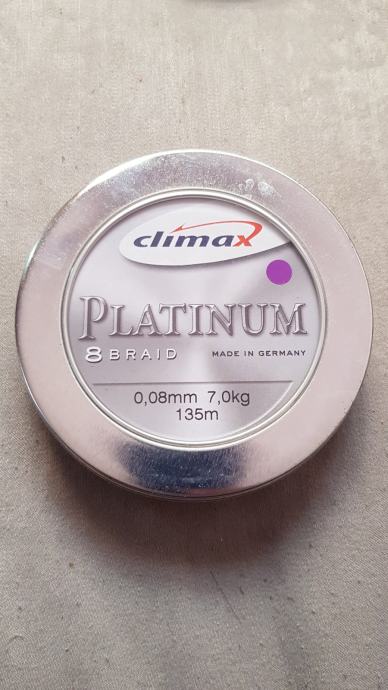 climax
PLATINUM
8 BRAID MADE IN GERMANY
0,08mm 7,0kg
135m